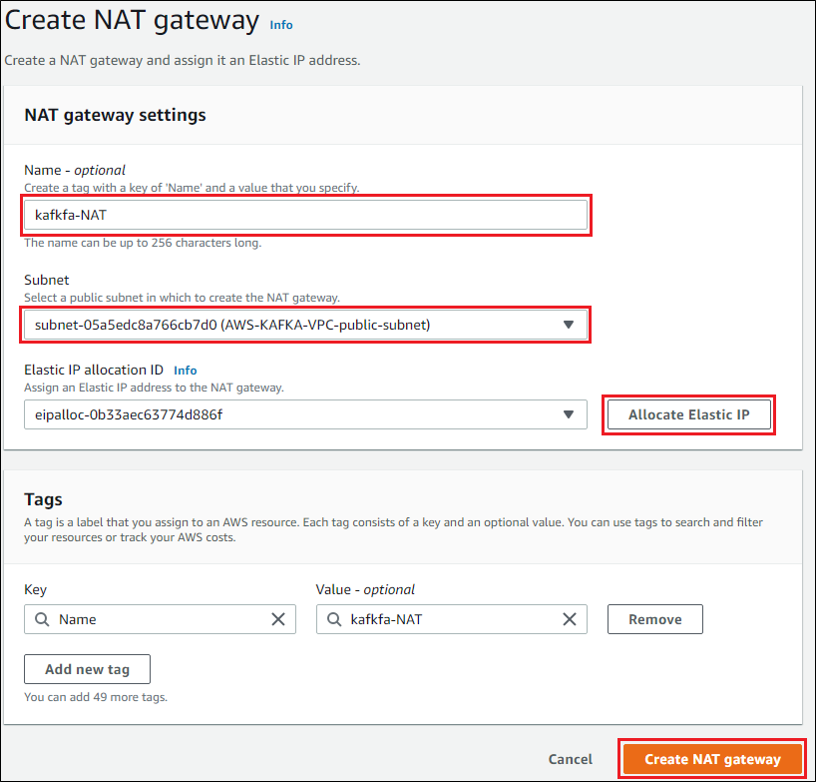 Create NAT gateway Info
Create a NAT gateway and assign it an Elastic IP address.
NAT gateway settings
Name - optional
Create a tag with a key of 'Name' and a value that you specify.
kafkfa-NAT
The name can be up to 256 characters long.
Subnet
Select a public subnet in which to create the NAT gateway.
subnet-05a5edc8a766cb7d0 (AWS-KAFKA-VPC-public-subnet)
Elastic IP allocation ID Info
Assign an Elastic IP address to the NAT gateway.
eipalloc-0b33aec63774d886f Allocate Elastic IP
Tags
A tag is a label that you assign to an AWS resource. Each tag consists of a key and an optional value. You can use tags to search and filter
your resources or track your AWS costs.
Key Value - optional
Name kafkfa-NAT Remove
Add new tag
You can add 49 more tags.
Cancel Create NAT gateway